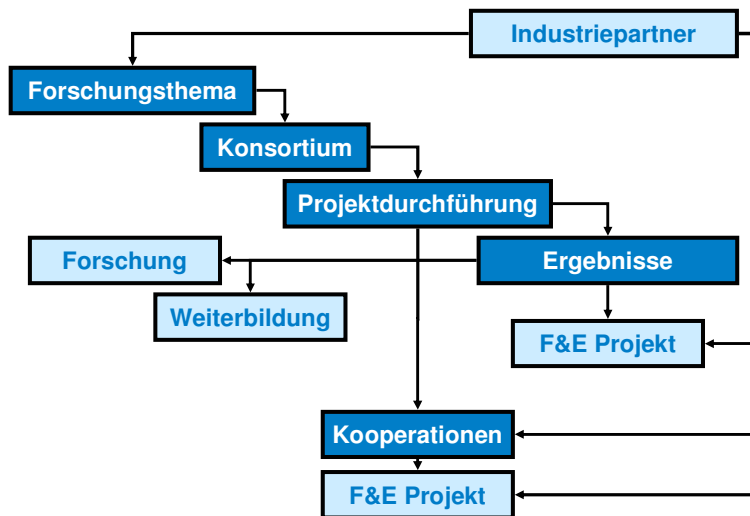 Industriepartner
Forschungsthema
Konsortium
Projektdurchführung
Forschung
Ergebnisse
Weiterbildung
F&E Projekt
Kooperationen
F&E Projekt